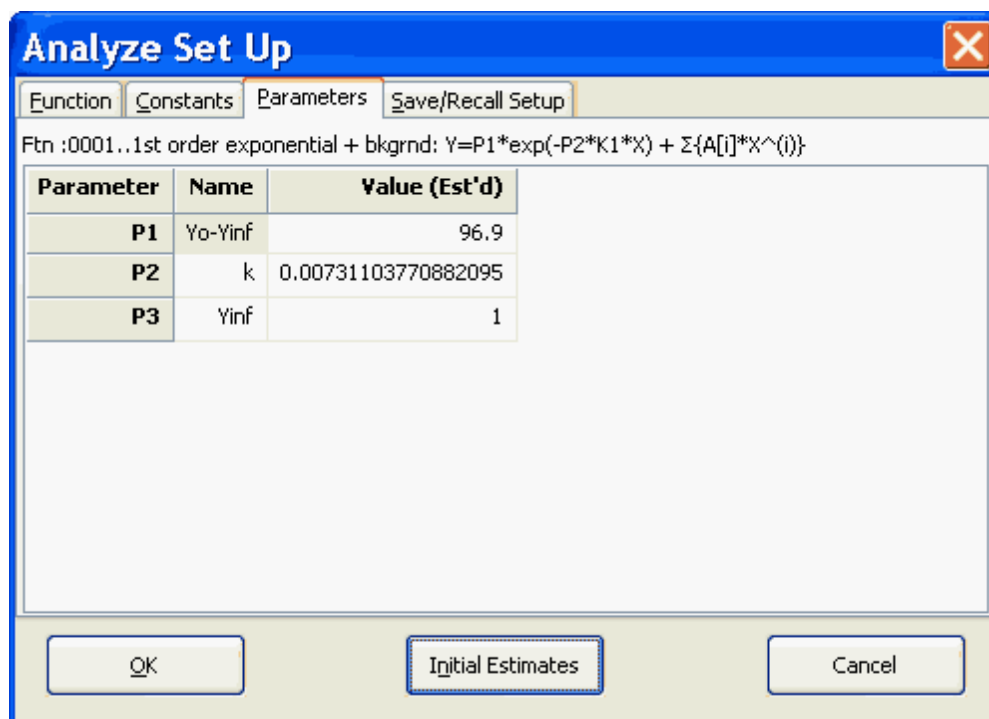 Analyze Set Up
Function Constants Parameters Save/Recall Setup
Ftn :0001..1st order exponential + bkgrnd: Y=P1*exp(-P2*K1*X) + Σ{A[i]*X^(i)}
Parameter Name Value (Est'd)
P1 Yo-Yinf 96.9
P2 k 0.00731103770882095
P3 Yinf 1
OK Initial Estimates Cancel